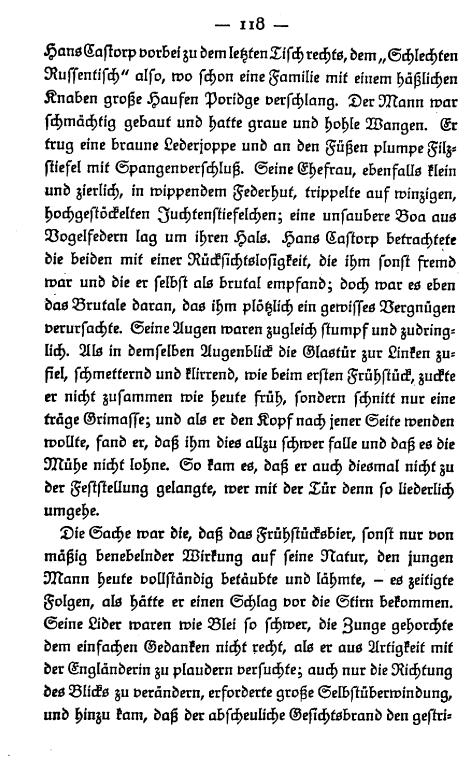 — 118 —
Hans Castorp vorbei zu dem letzten Tisch rechts, dem „Schlechten
Russentisch“ also, wo schon eine Familie mit einem häßlichen
Knaben große Haufen Poridge verschlang. Der Mann war
schmächtig gebaut und hatte graue und hohle Wangen. Er
trug eine braune Lederjoppe und an den Füßen plumpe Filz-
stiefel mit Spangenverschluß. Seine Ehefrau, ebenfalls klein
und zierlich, in wippendem Federhut, trippelte auf winzigen,
hochgestöckelten Juchtenstiefelchen; eine unsaubere Boa aus
Vogelfedern lag um ihren Hals. Hans Castorp betrachtete
die beiden mit einer Rücksichtslosigkeit, die ihm sonst fremd
war und die er selbst als brutal empfand; doch war es eben
das Brutale daran, das ihm plötzlich ein gewisses Vergnügen
verursachte. Seine Augen waren zugleich stumpf und zudring-
lich. Als in demselben Augenblick die Glastür zur Linken zu-
fiel, schmetternd und klirrend, wie beim ersten Frühstück, zuckte
er nicht zusammen wie heute früh, sondern schnitt nur eine
träge Grimasse; und als er den Kopf nach jener Seite wenden
wollte, fand er, daß ihm dies allzu schwer falle und daß es die
Mühe nicht lohne. So kam es, daß er auch diesmal nicht zu
der Feststellung gelangte, wer mit der Tür denn so liederlich
umgehe.
Die Sache war die, daß das Frühstücksbier, sonst nur von
mäßig benebelnder Wirkung auf seine Natur, den jungen
Mann heute vollständig betäubte und lähmte, – es zeitigte
Folgen, als hätte er einen Schlag vor die Stirn bekommen.
Seine Lider waren wie Blei so schwer, die Zunge gehorchte
dem einfachen Gedanken nicht recht, als er aus Artigkeit mit
der Engländerin zu plaudern versuchte; auch nur die Richtung
des Blicks zu verändern, erforderte große Selbstüberwindung,
und hinzu kam, daß der abscheuliche Gesichtsbrand den gestri-